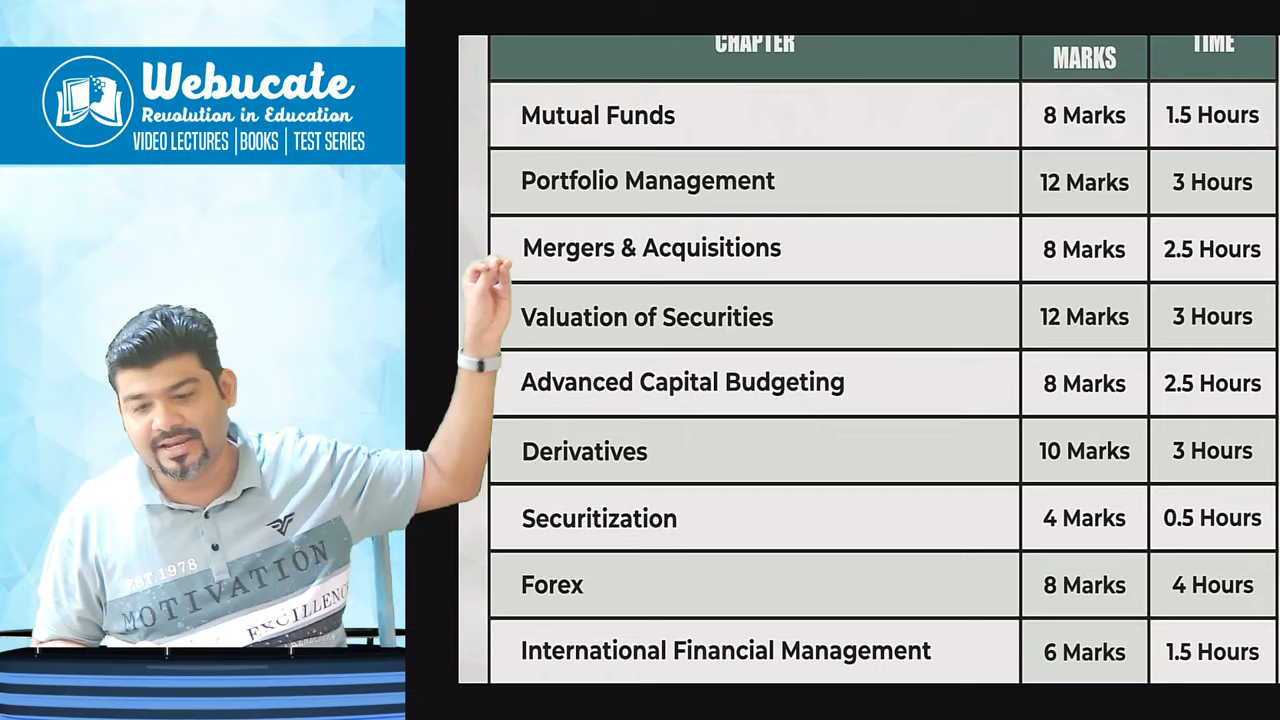 Webucate
Revolution in Education
VIDEO LECTURES | BOOKS | TEST SERIES
EST.1978
MOTIVATION
EXCILLENC
CHAPTER MARKS TIME
Mutual Funds 8 Marks 1.5 Hours
Portfolio Management 12 Marks 3 Hours
Mergers & Acquisitions 8 Marks 2.5 Hours
Valuation of Securities 12 Marks 3 Hours
Advanced Capital Budgeting 8 Marks 2.5 Hours
Derivatives 10 Marks 3 Hours
Securitization 4 Marks 0.5 Hours
Forex 8 Marks 4 Hours
International Financial Management 6 Marks 1.5 Hours